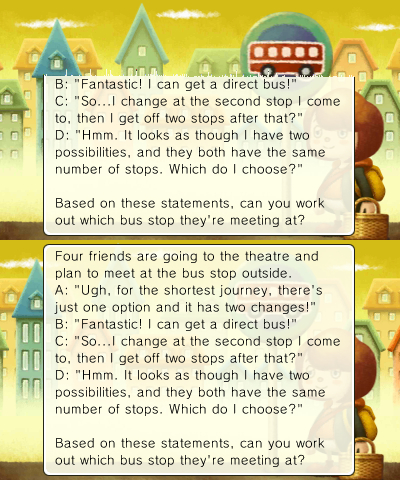 B: "Fantastic! I can get a direct bus!"
C: "So...I change at the second stop I come
to, then I get off two stops after that?"
D: "Hmm. It looks as though I have two
possibilities, and they both have the same
number of stops. Which do I choose?"
Based on these statements, can you work
out which bus stop they're meeting at?
Four friends are going to the theatre and
plan to meet at the bus stop outside.
A: "Ugh, for the shortest journey, there's
just one option and it has two changes!"
B: "Fantastic! I can get a direct bus!"
C: "So...I change at the second stop I come
to, then I get off two stops after that?"
D: "Hmm. It looks as though I have two
possibilities, and they both have the same
number of stops. Which do I choose?"
Based on these statements, can you work
out which bus stop they're meeting at?